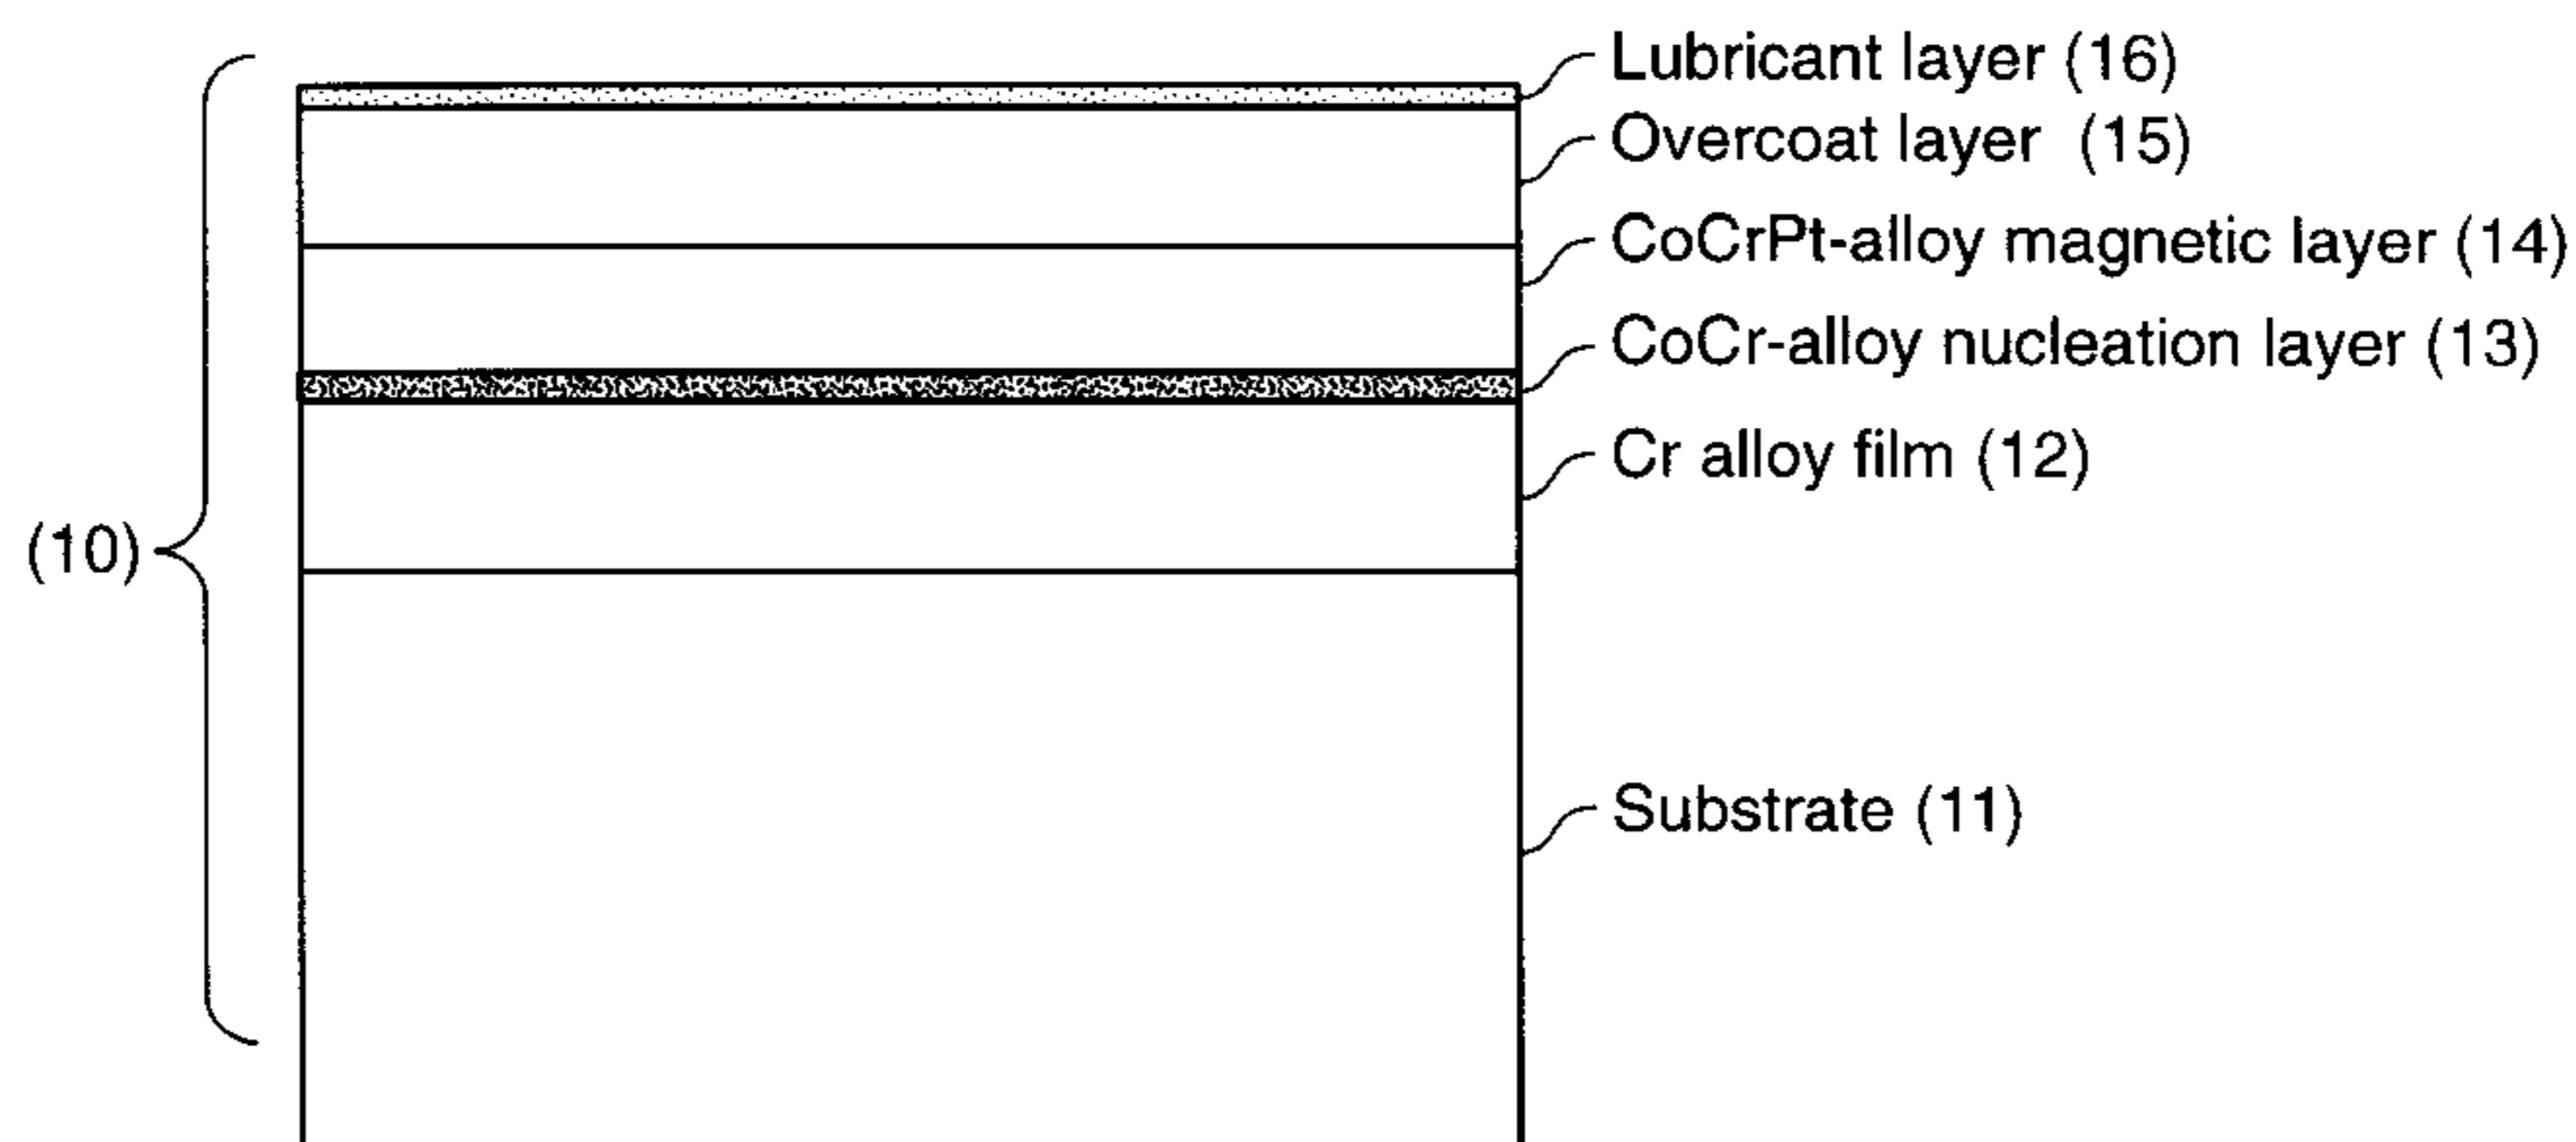 Lubricant layer (16)
Overcoat layer (15)
CoCrPt-alloy magnetic layer (14)
CoCr-alloy nucleation layer (13)
Cr alloy film (12)
(10)
Substrate (11)